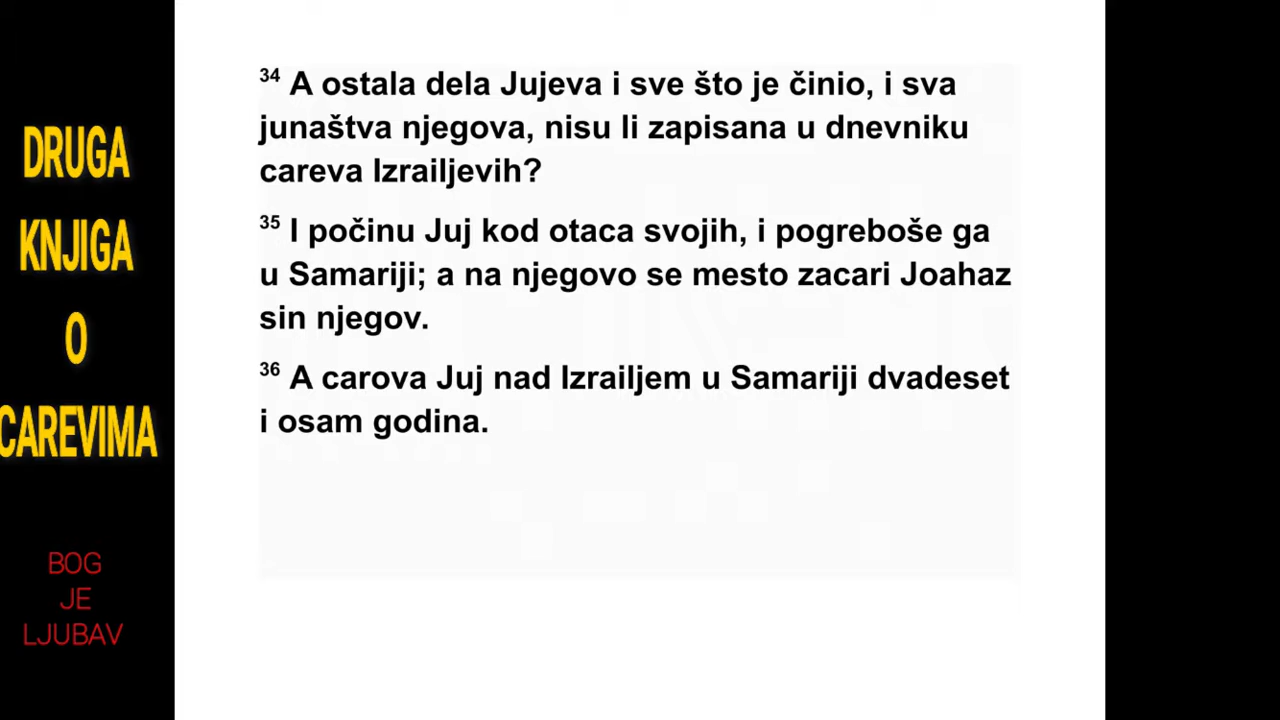 DRUGA
KNJIGA
O
CAREVIMA
BOG
JE
LJUBAV
34 A ostala dela Jujeva i sve što je činio, i sva
junaštva njegova, nisu li zapisana u dnevniku
careva Izrailjevih?
35 I počinu Juj kod otaca svojih, i pogreboše ga
u Samariji; a na njegovo se mesto zacari Joahaz
sin njegov.
36 A carova Juj nad Izrailjem u Samariji dvadeset
i osam godina.